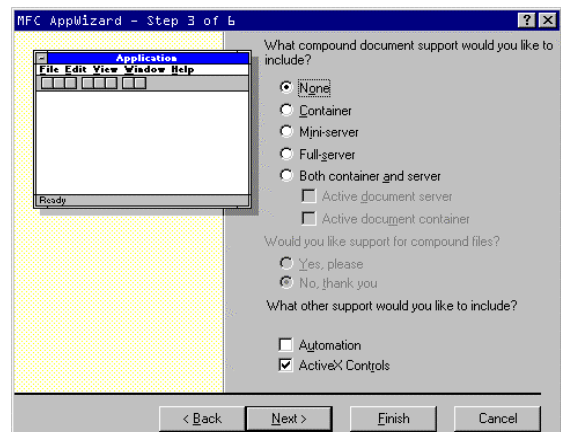 MFC AppWizard - Step 3 of 6
Application
File Edit View Window Help
Ready
What compound document support would you like to
include?
None
Container
Mini-server
Full-server
Both container and server
Active document server
Active document container
Would you like support for compound files?
Yes, please
No, thank you
What other support would you like to include?
Automation
ActiveX Controls
< Back Next > Finish Cancel